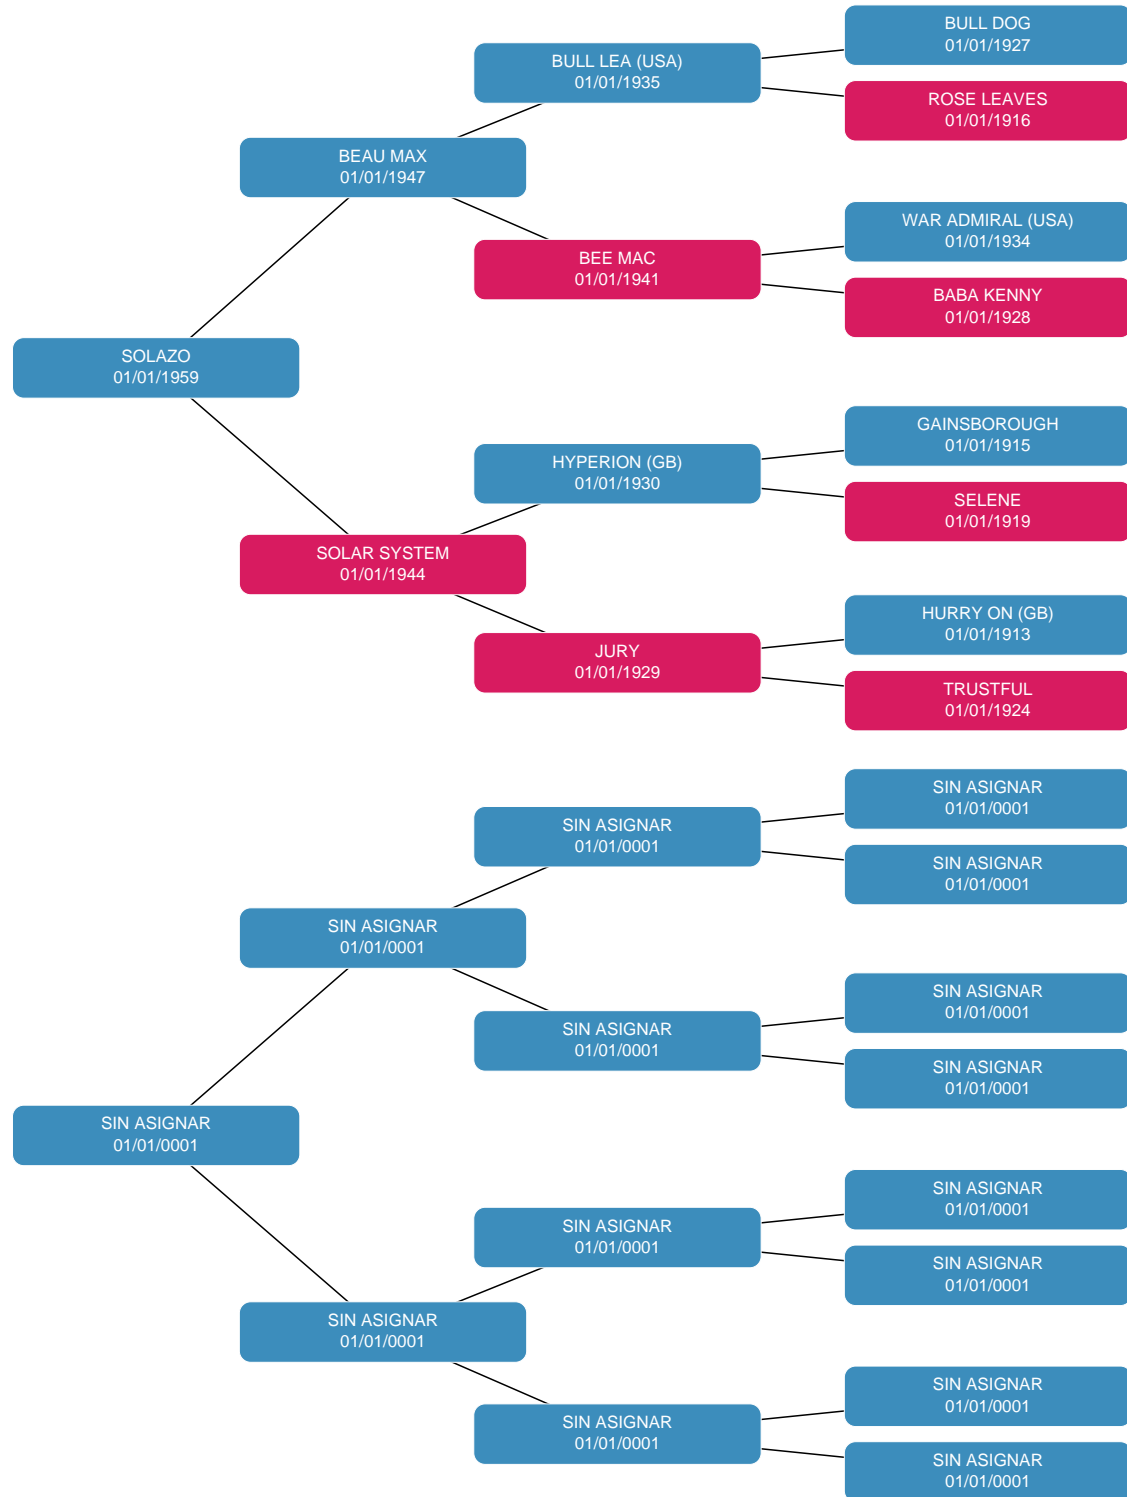 BULL DOG
01/01/1927
BULL LEA (USA)
01/01/1935
ROSE LEAVES
01/01/1916
BEAU MAX
01/01/1947
WAR ADMIRAL (USA)
01/01/1934
BEE MAC
01/01/1941
BABA KENNY
01/01/1928
SOLAZO
01/01/1959
GAINSBOROUGH
01/01/1915
HYPERION (GB)
01/01/1930
SELENE
01/01/1919
SOLAR SYSTEM
01/01/1944
HURRY ON (GB)
01/01/1913
JURY
01/01/1929
TRUSTFUL
01/01/1924
SIN ASIGNAR
01/01/0001
SIN ASIGNAR
01/01/0001
SIN ASIGNAR
01/01/0001
SIN ASIGNAR
01/01/0001
SIN ASIGNAR
01/01/0001
SIN ASIGNAR
01/01/0001
SIN ASIGNAR
01/01/0001
SIN ASIGNAR
01/01/0001
SIN ASIGNAR
01/01/0001
SIN ASIGNAR
01/01/0001
SIN ASIGNAR
01/01/0001
SIN ASIGNAR
01/01/0001
SIN ASIGNAR
01/01/0001
SIN ASIGNAR
01/01/0001
SIN ASIGNAR
01/01/0001